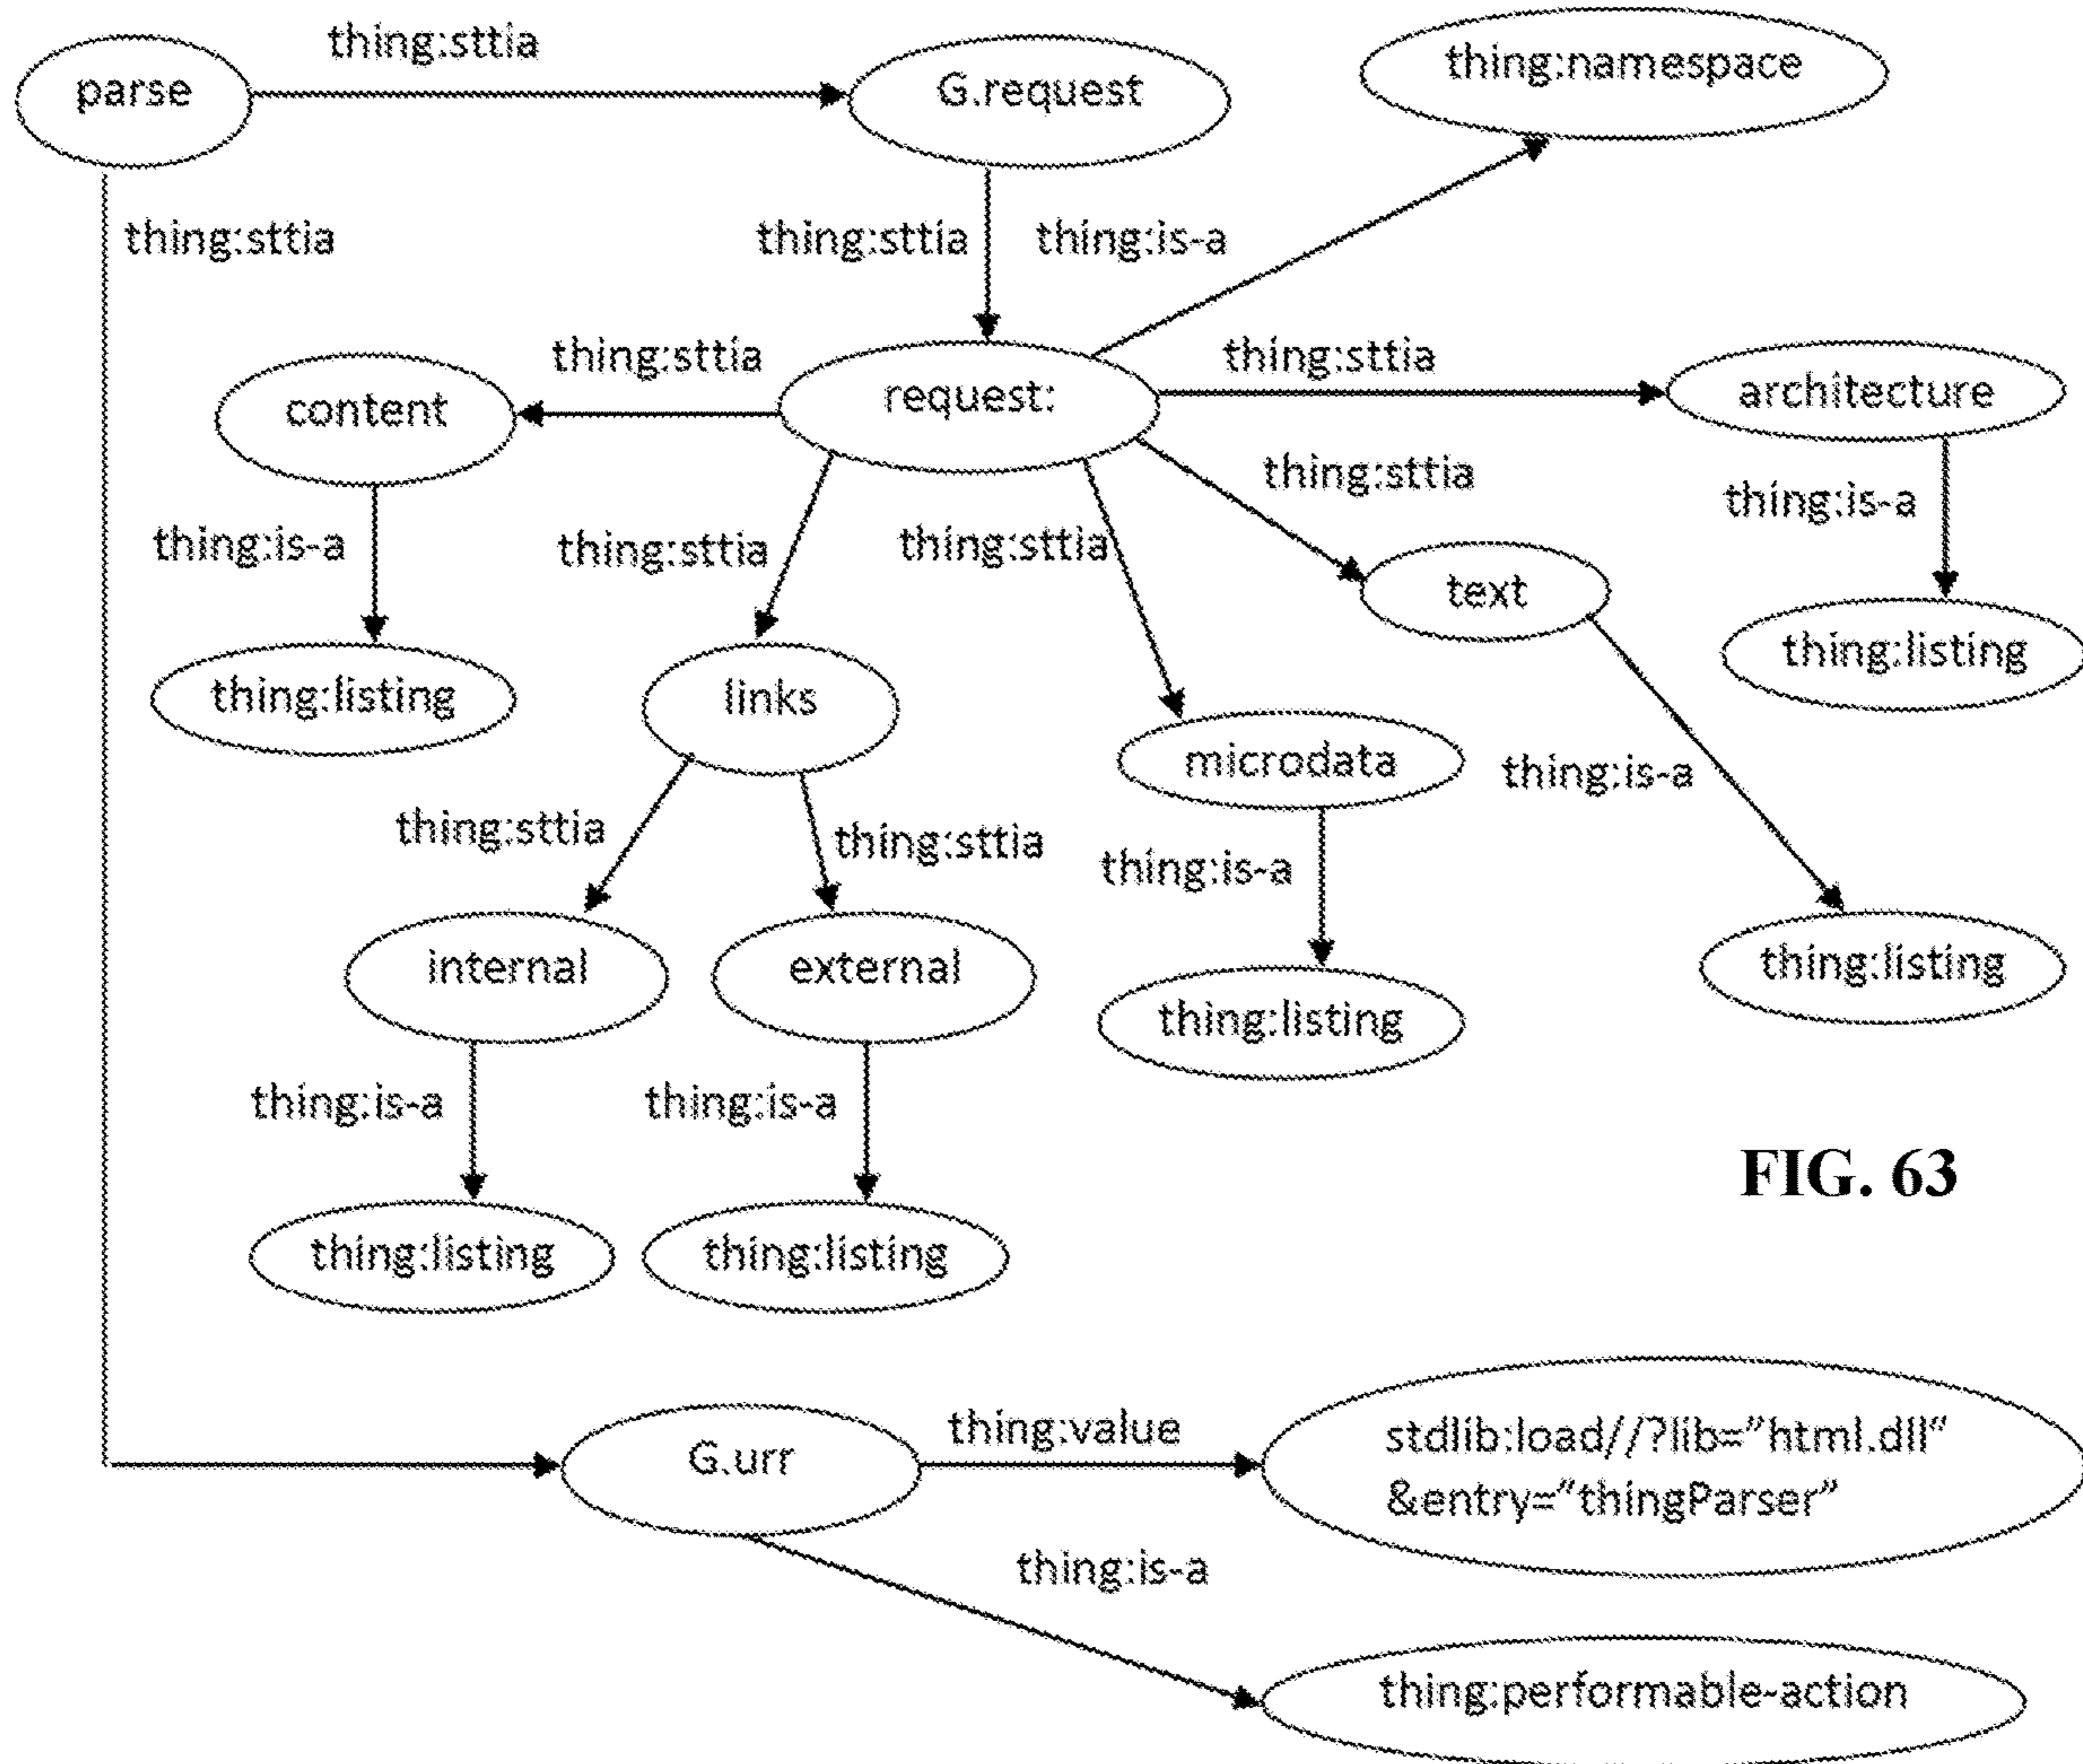 thing:sttia
parse
G.request
thing:namespace
thing:sttia
thing:sttia
thing:is-a
thing:sttia
thing:sttia
content
request:
architecture
thing:sttia
thing:is-a
thing:is-a
thing:sttia
thing:sttia
text
thing:listing
links
thing:listing
microdata
thing:is-a
thing:sttia
thing:sttia
thing:is-a
internal
external
thing:listing
thing:listing
thing:is-a
thing:is-a
FIG. 63
thing:listing
thing:listing
G.urr
thing:value
stdlib:load//?lib=”html.dll”
&entry=”thingParser”
thing:is-a
thing:performable-action